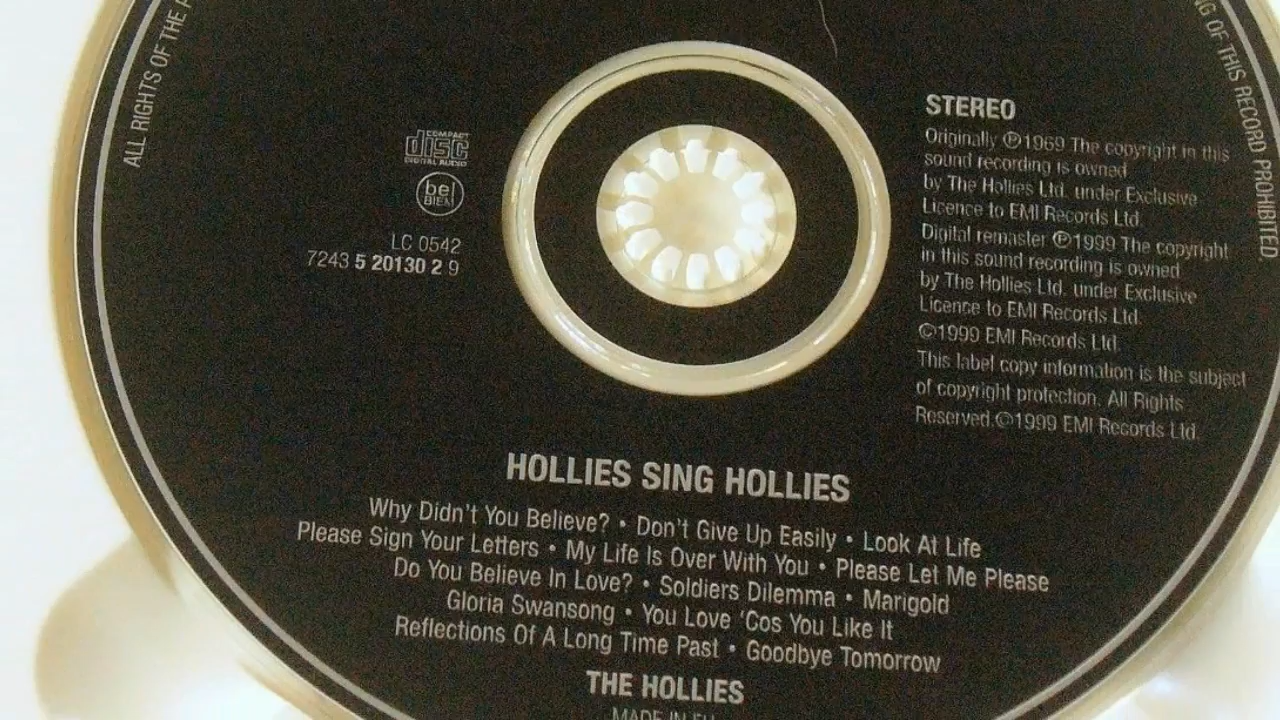 ALL RIGHTS OF THE
OF THIS RECORD PROHIBITED
COMPACT
disc
DIGITAL AUDIO
bel
BIEM
LC 0542
7243 5 20130 2 9
STEREO
Originally ℗1969 The copyright in this
sound recording is owned
by The Hollies Ltd. under Exclusive
Licence to EMI Records Ltd.
Digital remaster ℗1999 The copyright
in this sound recording is owned
by The Hollies Ltd. under Exclusive
Licence to EMI Records Ltd.
©1999 EMI Records Ltd.
This label copy information is the subject
of copyright protection. All Rights
Reserved.©1999 EMI Records Ltd.
HOLLIES SING HOLLIES
Why Didn't You Believe? • Don't Give Up Easily • Look At Life
Please Sign Your Letters • My Life Is Over With You • Please Let Me Please
Do You Believe In Love? • Soldiers Dilemma • Marigold
Gloria Swansong • You Love 'Cos You Like It
Reflections Of A Long Time Past • Goodbye Tomorrow
THE HOLLIES
MADE IN EU